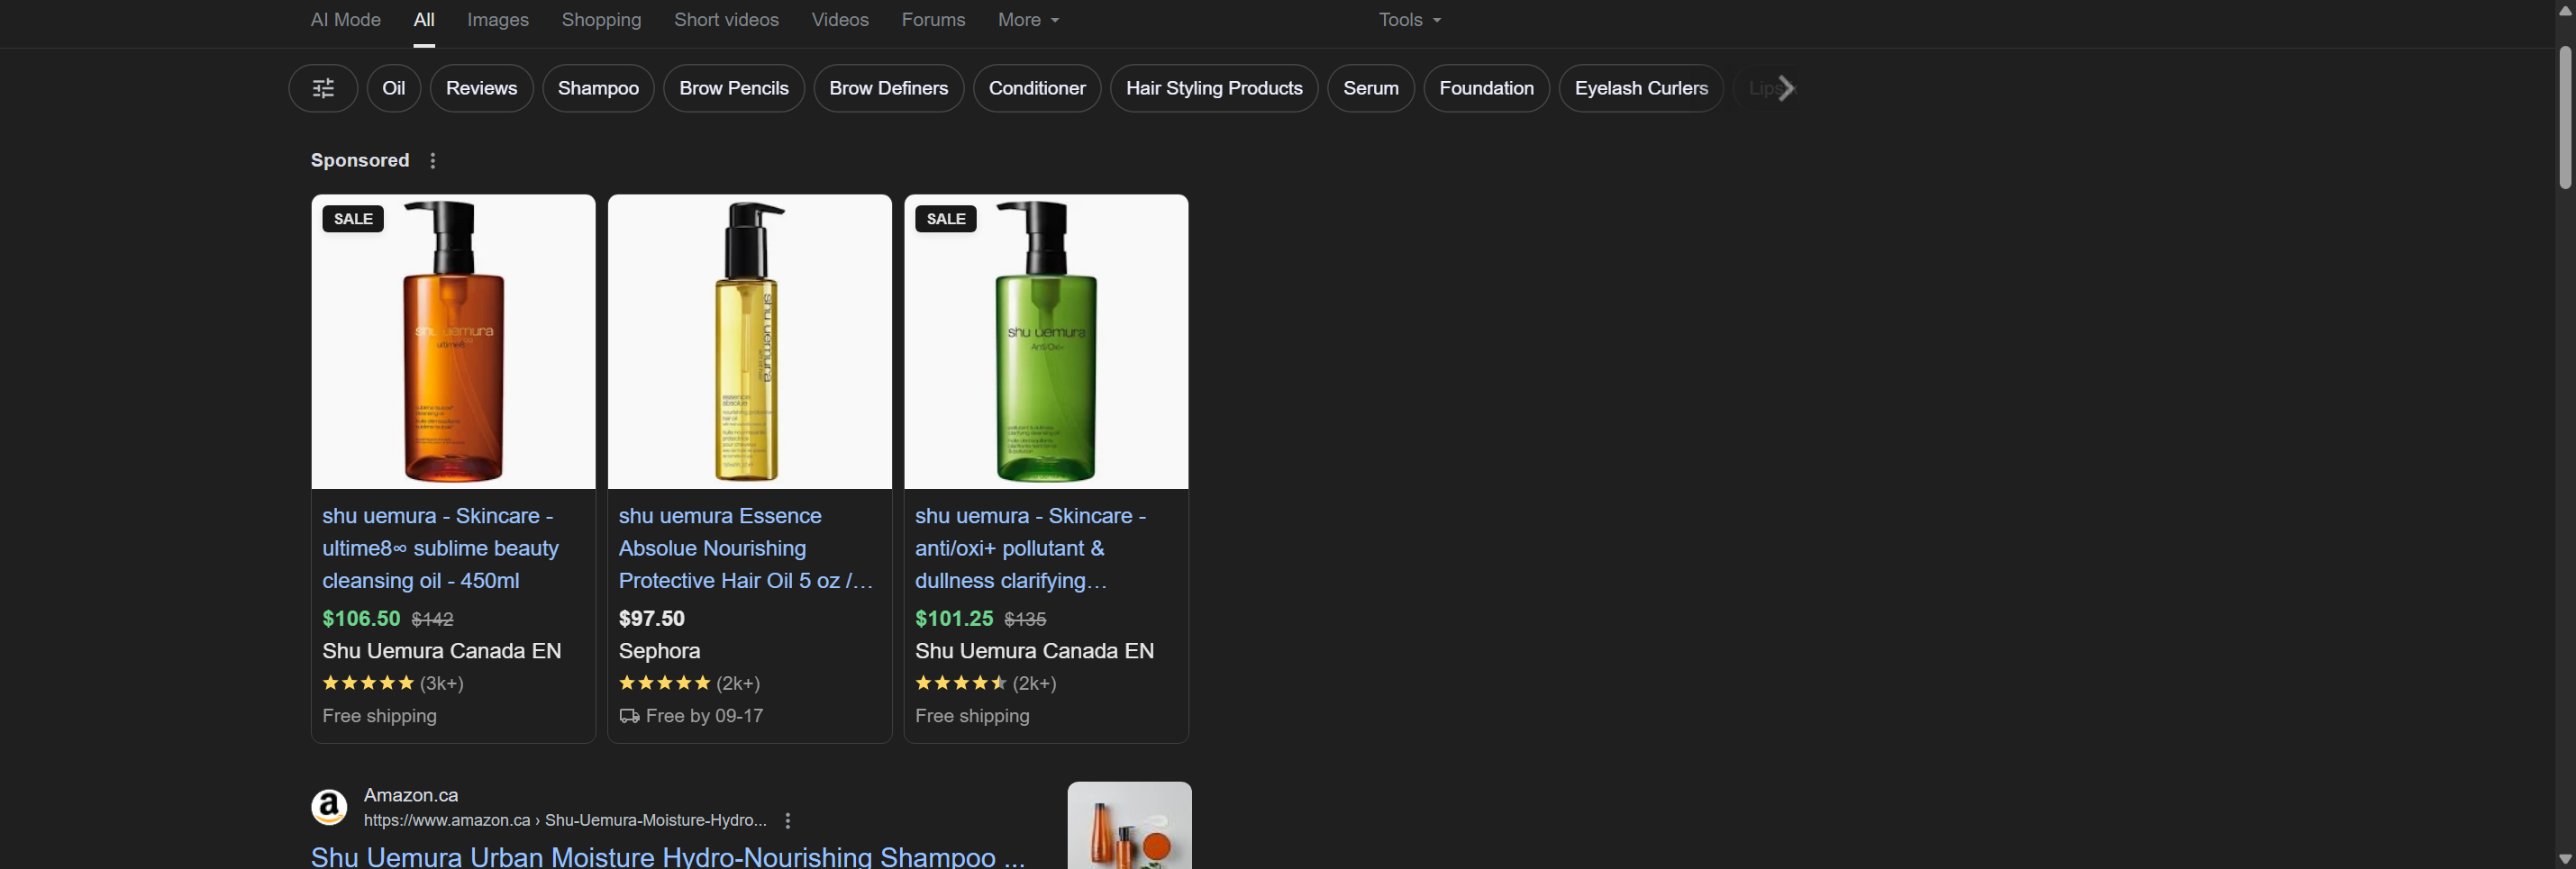 AI Mode All Images Shopping Short videos Videos Forums More Tools
Oil Reviews Shampoo Brow Pencils Brow Definers Conditioner Hair Styling Products Serum Foundation Eyelash Curlers
Sponsored
SALE
shu uemura
ultime8
shu uemura - Skincare -
ultime8∞ sublime beauty
cleansing oil - 450ml
$106.50 $142
Shu Uemura Canada EN
(3k+)
Free shipping
shu uemura
essence
absolue
shu uemura Essence
Absolue Nourishing
Protective Hair Oil 5 oz /...
$97.50
Sephora
(2k+)
Free by 09-17
SALE
shu uemura
Anti/Oxi+
shu uemura - Skincare -
anti/oxi+ pollutant &
dullness clarifying...
$101.25 $135
Shu Uemura Canada EN
(2k+)
Free shipping
a
Amazon.ca
https://www.amazon.ca › Shu-Uemura-Moisture-Hydro...
Shu Uemura Urban Moisture Hydro-Nourishing Shampoo ...